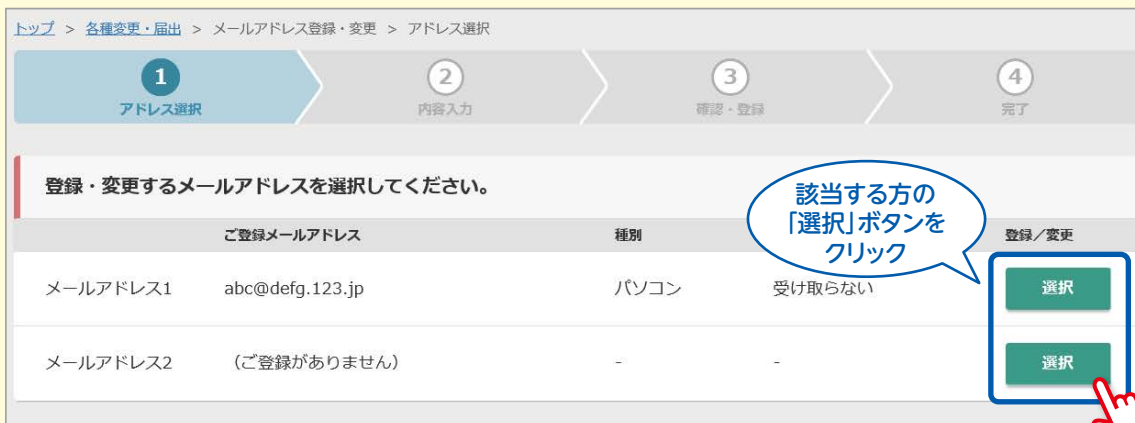 トップ > 各種変更・届出 > メールアドレス登録・変更 > アドレス選択
1 2 3 4
アドレス選択 内容入力 確認・登録 完了
登録・変更するメールアドレスを選択してください。
該当する方の
「選択」ボタンを
クリック
ご登録メールアドレス 種別 登録／変更
メールアドレス1 abc@defg.123.jp パソコン 受け取らない 選択
メールアドレス2 （ご登録がありません） - - 選択